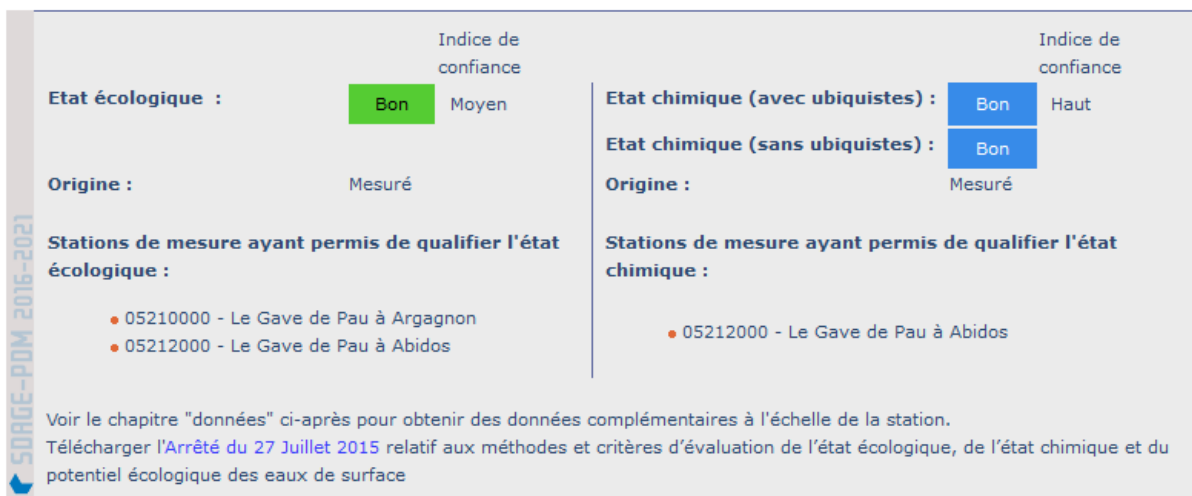 Indice de
confiance
Etat écologique :
Bon
Moyen
Origine :
Mesuré
Stations de mesure ayant permis de qualifier l'état
écologique :
05210000 - Le Gave de Pau à Argagnon
05212000 - Le Gave de Pau à Abidos
Indice de
confiance
Etat chimique (avec ubiquistes) :
Bon
Haut
Etat chimique (sans ubiquistes) :
Bon
Origine :
Mesuré
Stations de mesure ayant permis de qualifier l'état
chimique :
05212000 - Le Gave de Pau à Abidos
Voir le chapitre "données" ci-après pour obtenir des données complémentaires à l'échelle de la station.
Télécharger l'Arrêté du 27 Juillet 2015 relatif aux méthodes et critères d’évaluation de l’état écologique, de l’état chimique et du
potentiel écologique des eaux de surface
SDAGE-PDM 2016-2021